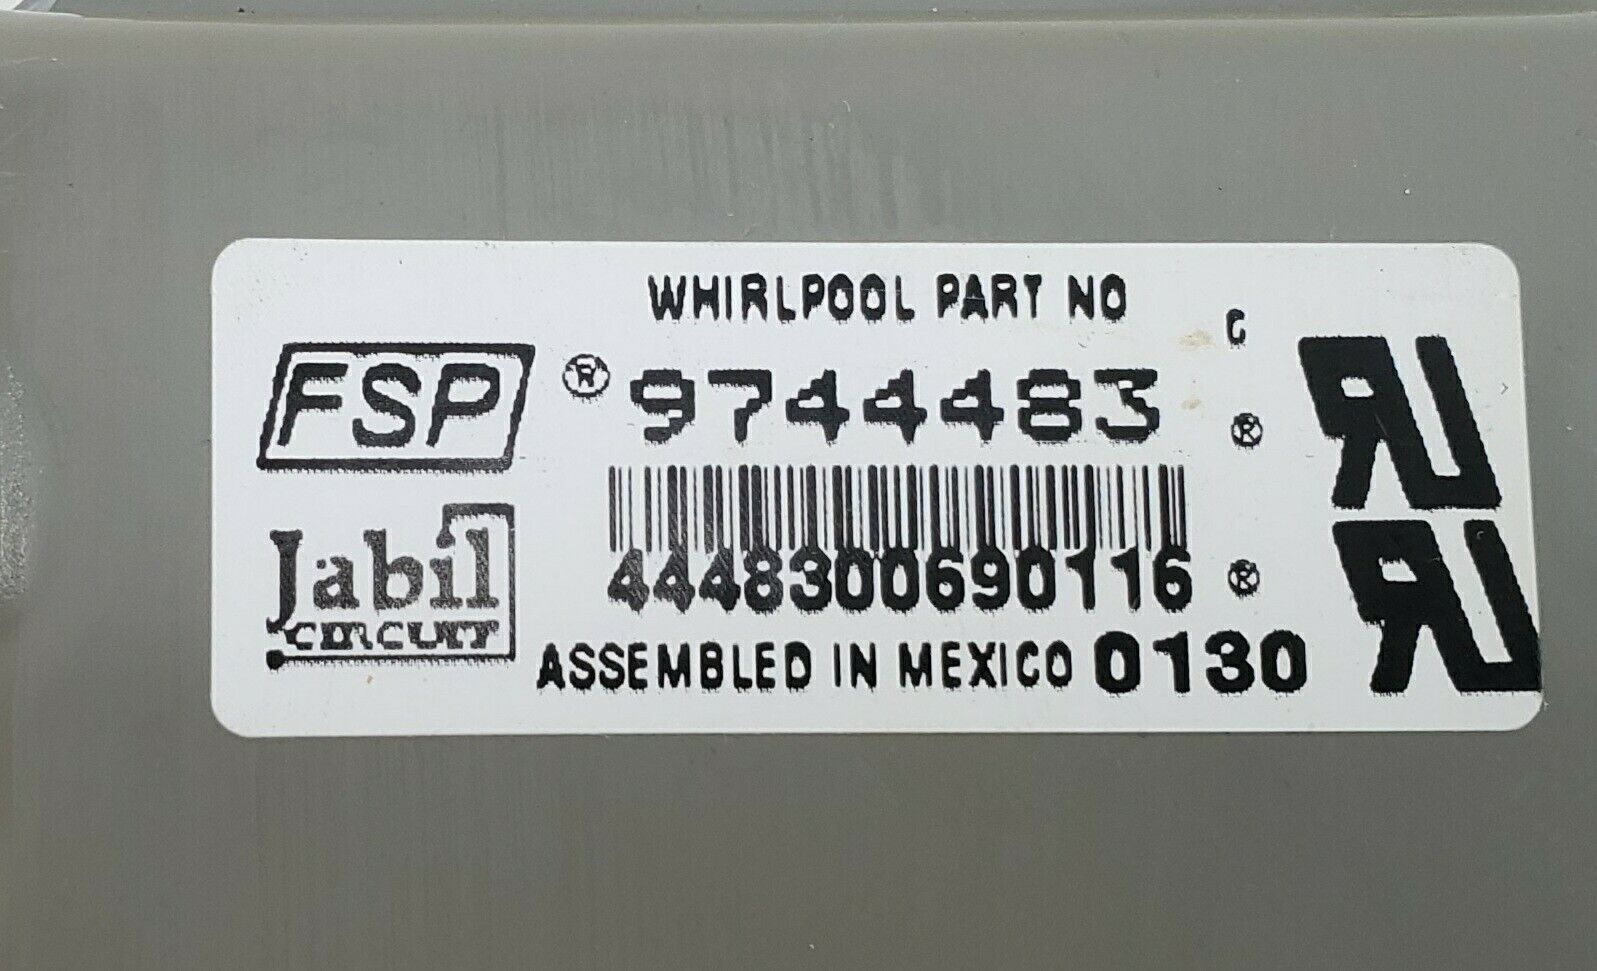 WHIRLPOOL PART NO
FSP ® 9744483 C ®
Jabil
CIRCUIT
4448300690116 ®
ASSEMBLED IN MEXICO 0130